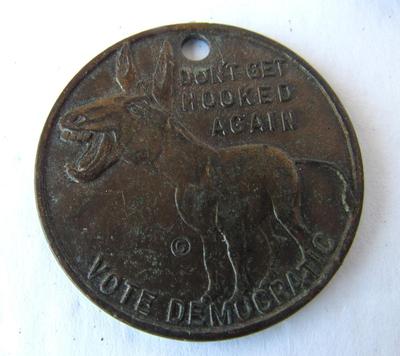 DON'T GET
HOOKED
AGAIN
©
VOTE DEMOCRATIC